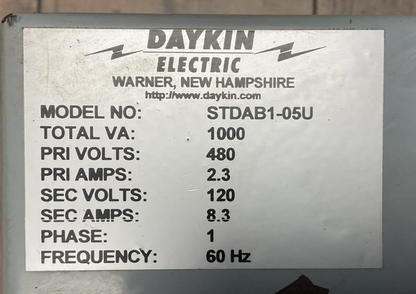 DAYKIN
ELECTRIC
WARNER, NEW HAMPSHIRE
http://www.daykin.com
MODEL NO: STDAB1-05U
TOTAL VA: 1000
PRI VOLTS: 480
PRI AMPS: 2.3
SEC VOLTS: 120
SEC AMPS: 8.3
PHASE: 1
FREQUENCY: 60 Hz